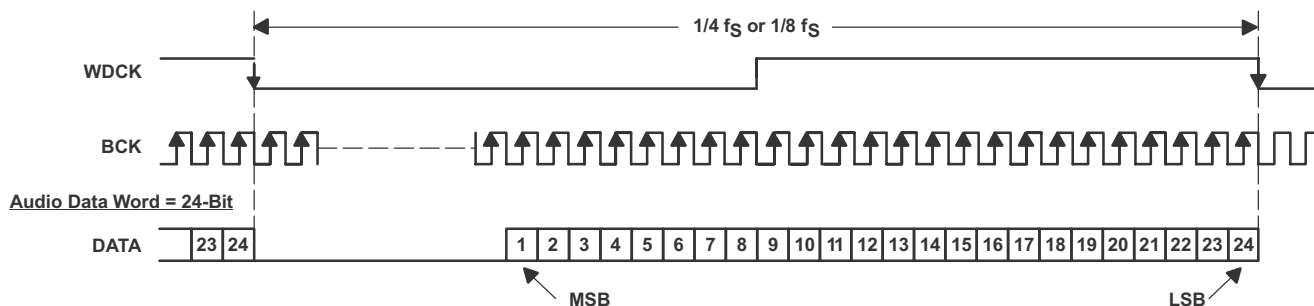 1/4 fS or 1/8 fS
WDCK
BCK
Audio Data Word = 24-Bit
DATA 23 24 1 2 3 4 5 6 7 8 9 10 11 12 13 14 15 16 17 18 19 20 21 22 23 24
MSB LSB